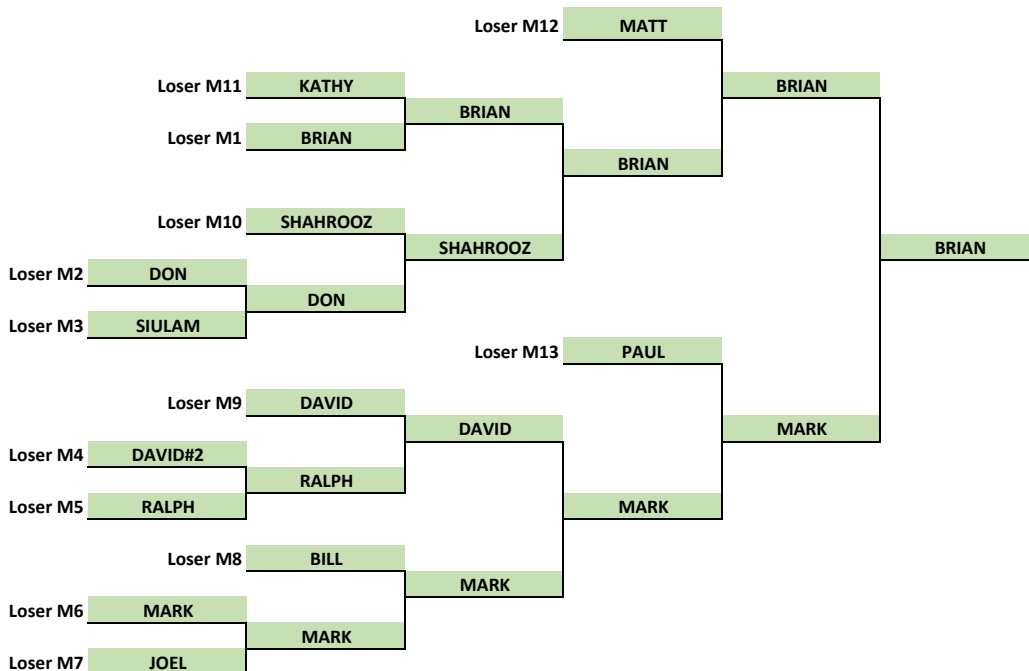 Loser M12 MATT
Loser M11 KATHY BRIAN
BRIAN
Loser M1 BRIAN
BRIAN
Loser M10 SHAHROOZ
SHAHROOZ BRIAN
Loser M2 DON
DON
Loser M3 SIULAM
Loser M13 PAUL
Loser M9 DAVID
DAVID MARK
Loser M4 DAVID#2
RALPH
Loser M5 RALPH MARK
Loser M8 BILL
MARK
Loser M6 MARK
MARK
Loser M7 JOEL